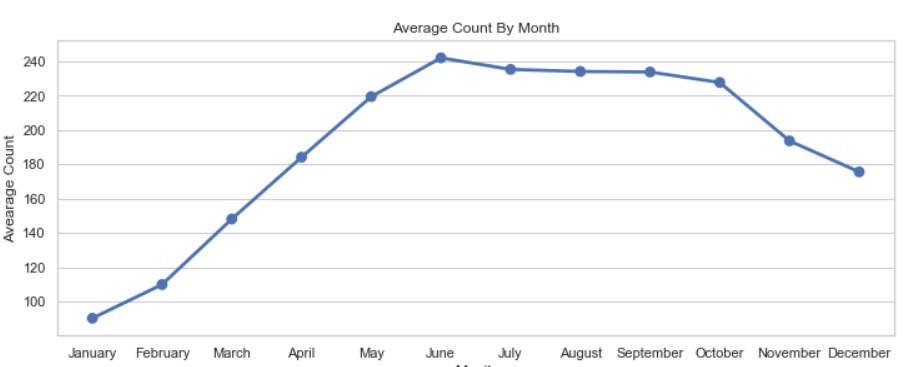 Average Count By Month
Avearage Count
240
220
200
180
160
140
120
100
January February March April May June July August September October November December